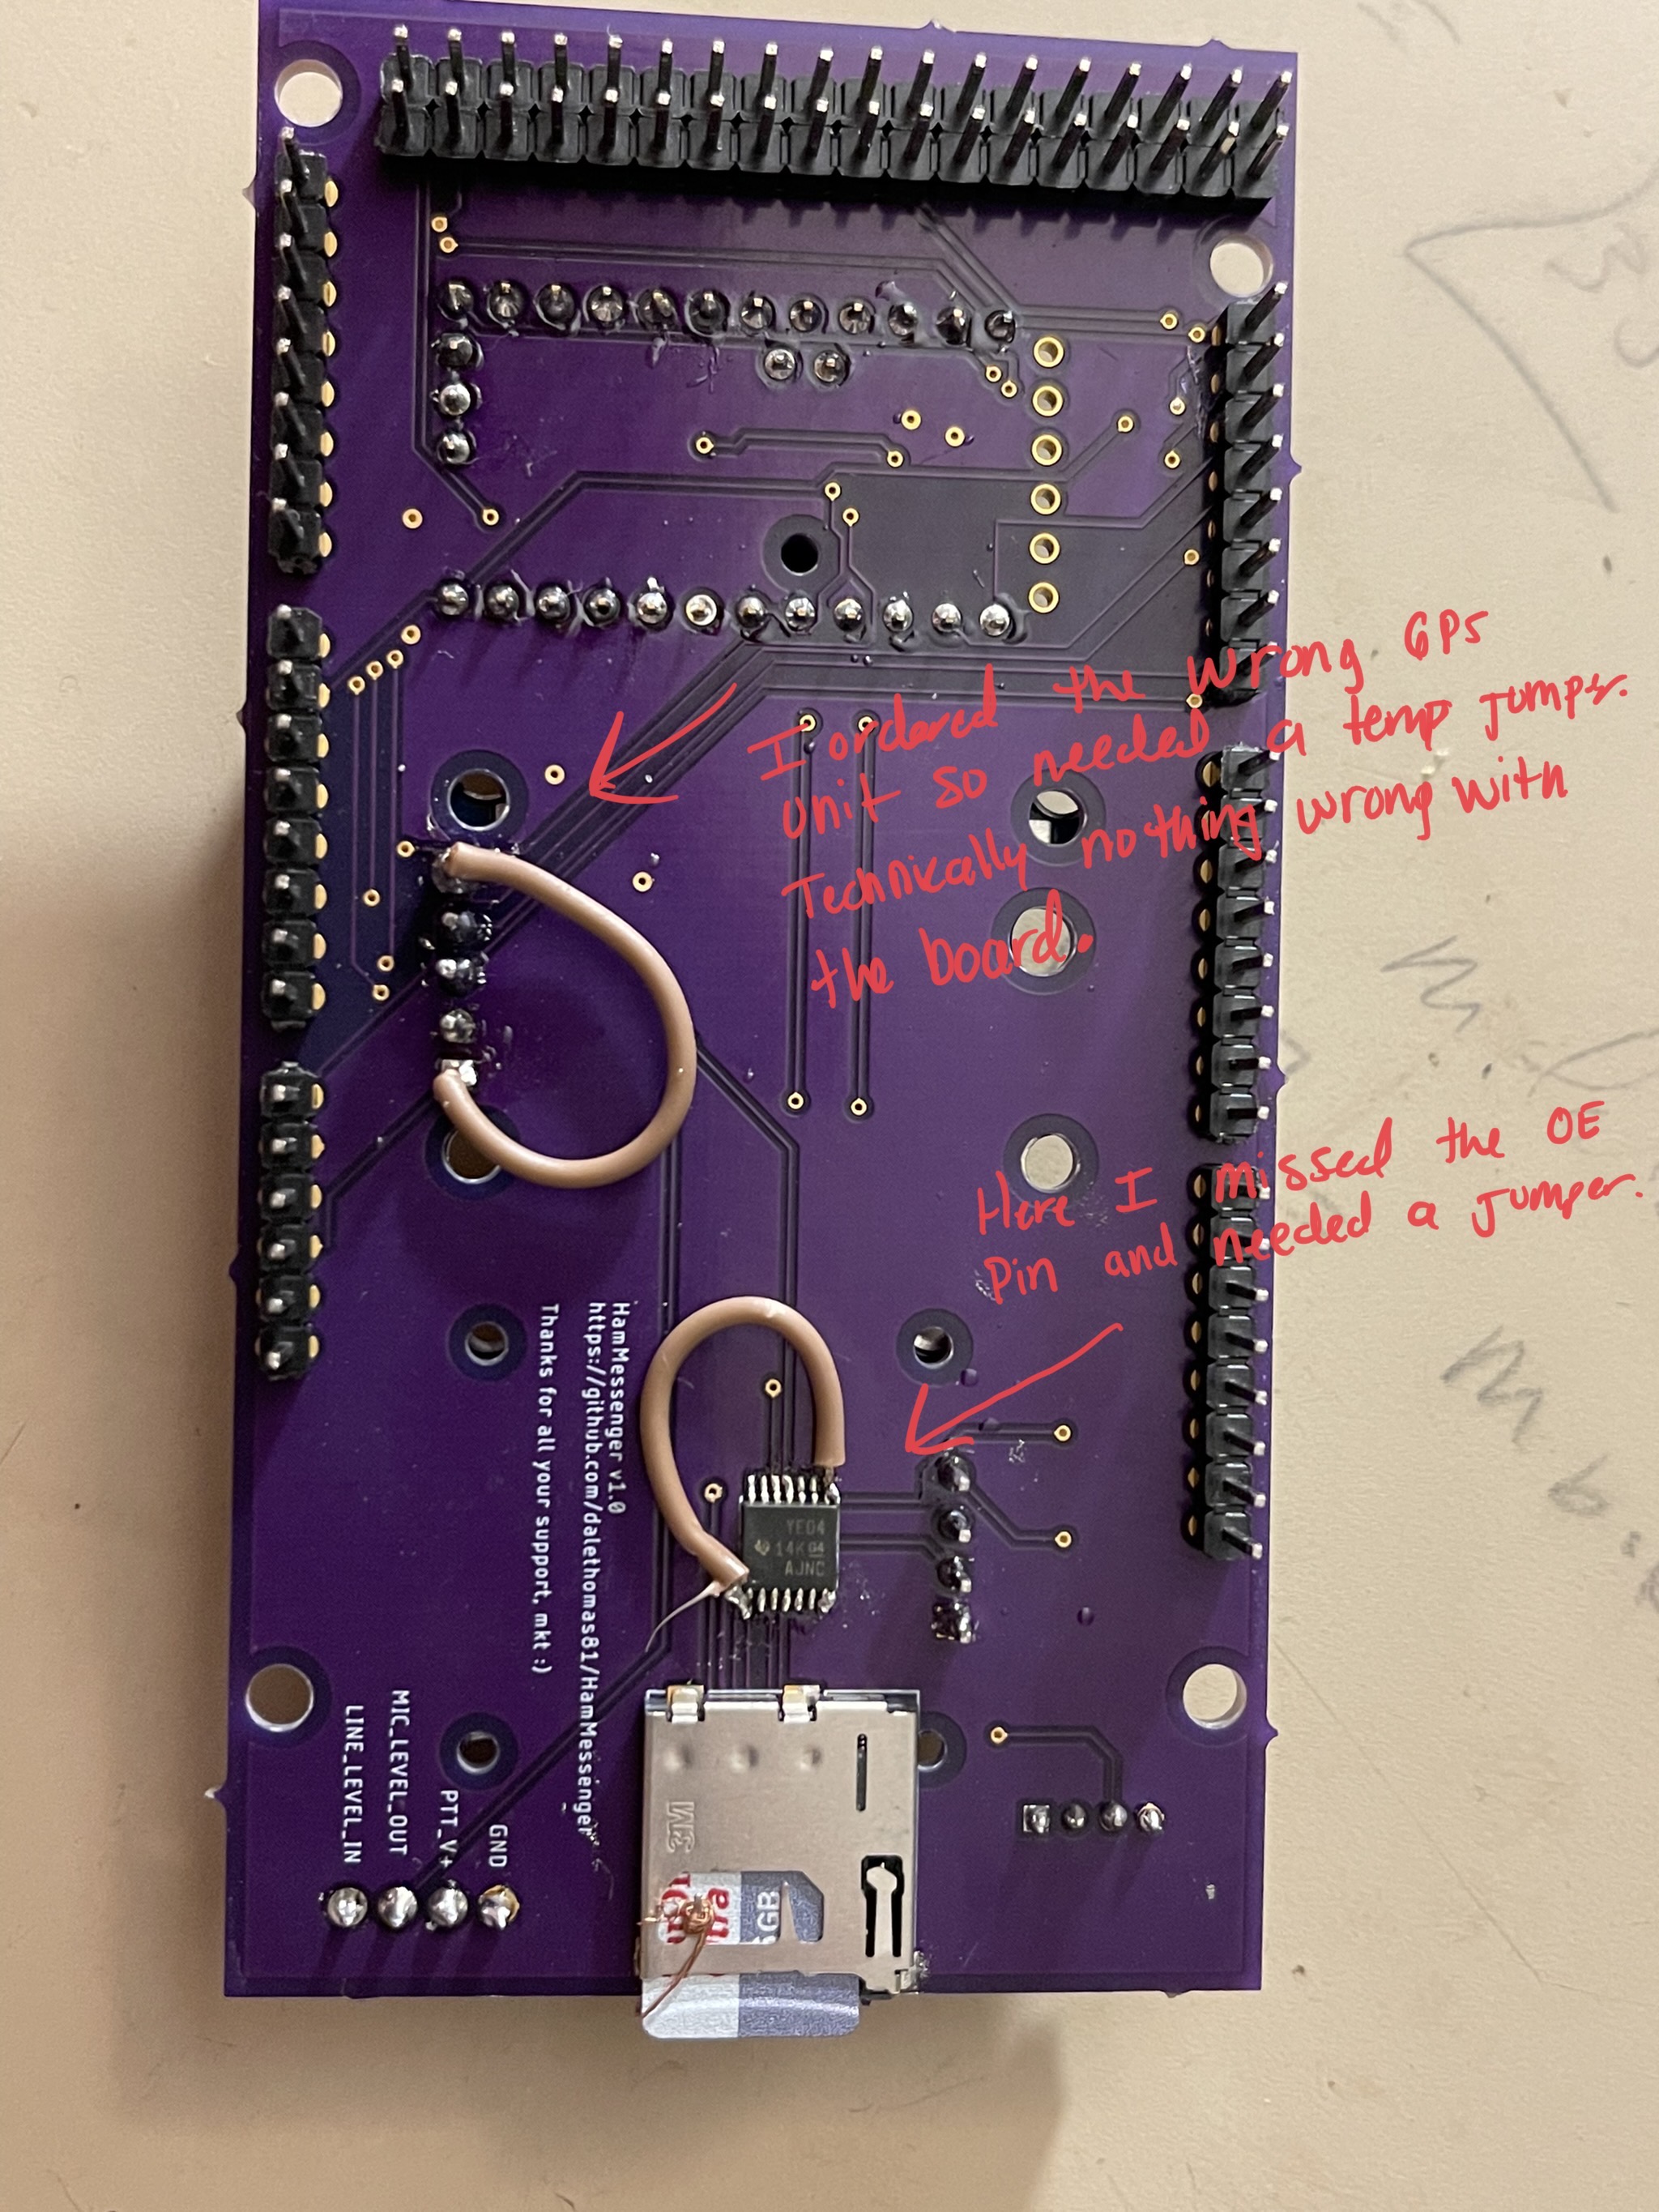 I ordered the wrong GPS
unit so needed a temp jumper.
Technically nothing wrong with
the board.
Here I missed the OE
Pin and needed a Jumper.
HamMessenger v1.0
https://github.com/dalethomas81/HamMessenger
Thanks for all your support, mkt:)
YE04
14K G4
AJNC
LINE_LEVEL_IN
MIC_LEVEL_OUT
PTT_V+
GND
GB